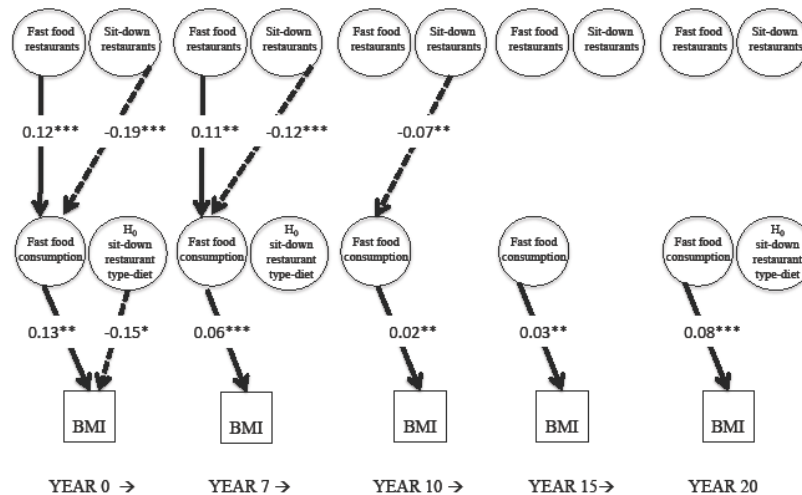 Fast food restaurants
Sit-down restaurants
Fast food restaurants
Sit-down restaurants
Fast food restaurants
Sit-down restaurants
Fast food restaurants
Sit-down restaurants
Fast food restaurants
Sit-down restaurants
0.12***
-0.19***
0.11**
-0.12***
-0.07**
Fast food consumption
H₀ sit-down restaurant type-diet
Fast food consumption
H₀ sit-down restaurant type-diet
Fast food consumption
Fast food consumption
Fast food consumption
H₀ sit-down restaurant type-diet
0.13**
-0.15*
0.06***
0.02**
0.03**
0.08***
BMI
BMI
BMI
BMI
BMI
YEAR 0 →
YEAR 7 →
YEAR 10 →
YEAR 15→
YEAR 20